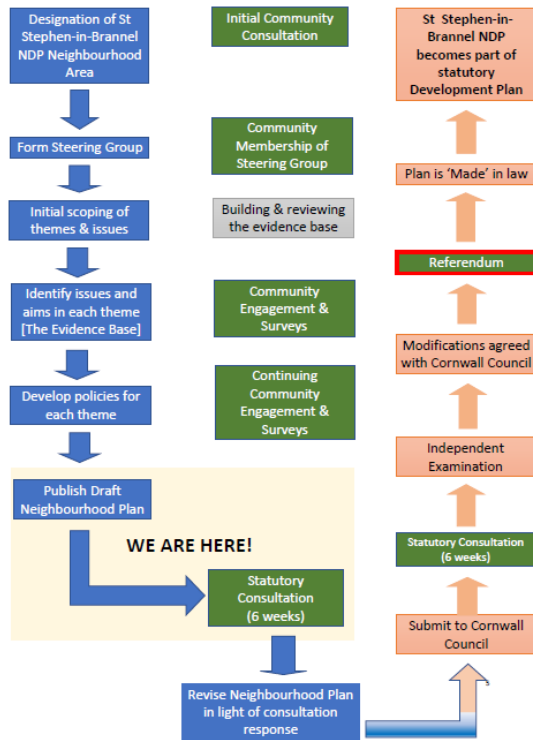 Designation of St
Stephen-in-Brannel
NDP Neighbourhood
Area
Form Steering Group
Initial scoping of
themes & issues
Identify issues and
aims in each theme
[The Evidence Base]
Develop policies for
each theme
Publish Draft
Neighbourhood Plan
WE ARE HERE!
Initial Community
Consultation
Community
Membership of
Steering Group
Building & reviewing
the evidence base
Community
Engagement &
Surveys
Continuing
Community
Engagement &
Surveys
Statutory
Consultation
(6 weeks)
Revise Neighbourhood Plan
in light of consultation
response
St Stephen-in-Brannel
NDP
becomes part of
statutory
Development Plan
Plan is ‘Made’ in law
Referendum
Modifications agreed
with Cornwall Council
Independent
Examination
Statutory Consultation
(6 weeks)
Submit to Cornwall
Council